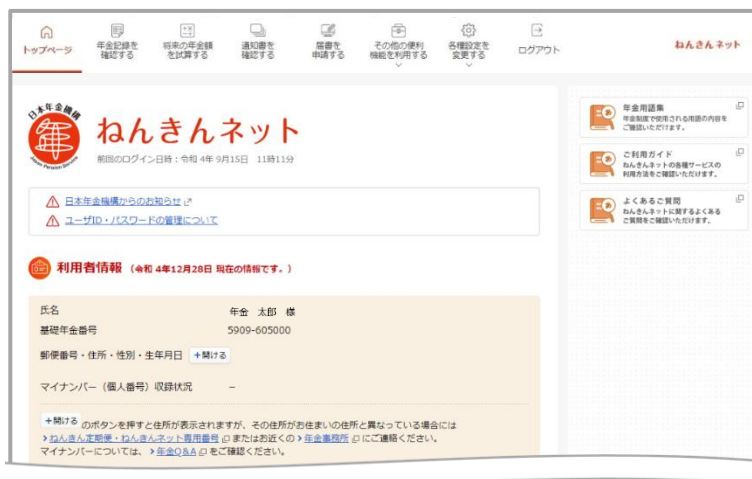 トップページ
年金記録を
確認する
将来の年金額
を試算する
通知書を
確認する
届書を
申請する
その他の便利
機能を利用する
各種設定を
変更する
ログアウト
ねんきんネット
日本年金機構
Japan Pension Service
ねんきんネット
前回のログイン日時：令和 4年 9月15日 11時11分
日本年金機構からのお知らせ
ユーザID・パスワードの管理について
利用者情報（令和 4年12月28日 現在の情報です。）
氏名 年金 太郎 様
基礎年金番号 5909-605000
郵便番号・住所・性別・生年月日 +開ける
マイナンバー（個人番号）収録状況 －
+開ける のボタンを押すと住所が表示されますが、その住所がお住まいの住所と異なっている場合には
›ねんきん定期便・ねんきんネット専用番号 またはお近くの ›年金事務所 にご連絡ください。
マイナンバーについては、 ›年金Q&A をご確認ください。
年金用語集
年金制度で使用される用語の内容を
ご確認いただけます。
ご利用ガイド
ねんきんネットの各種サービスの
利用方法をご確認いただけます。
よくあるご質問
ねんきんネットに関するよくある
ご質問をご確認いただけます。